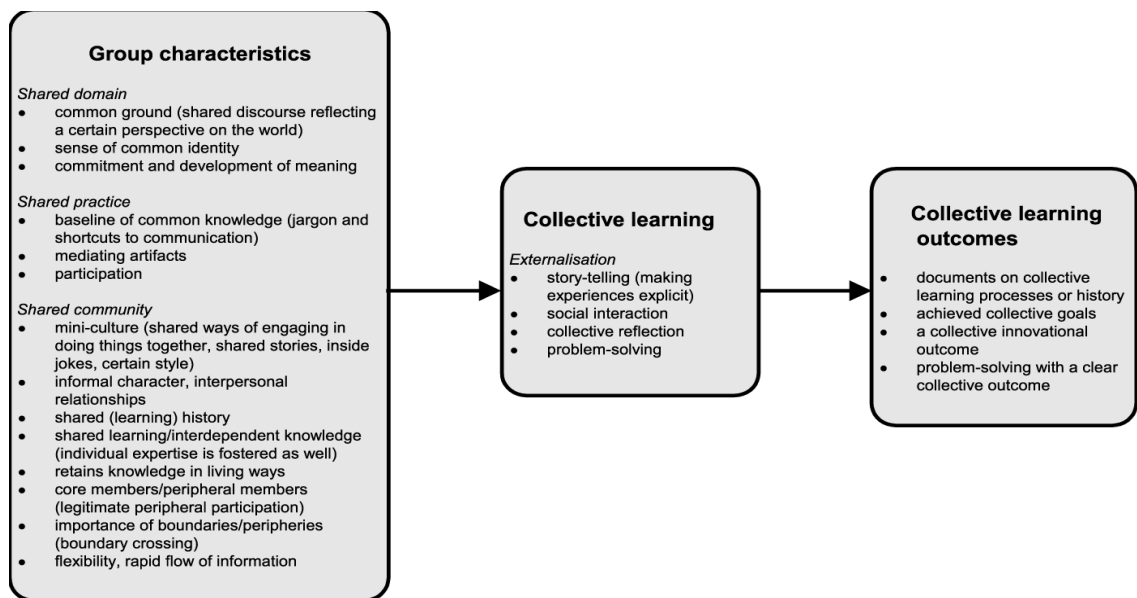 Group characteristics
Shared domain
• common ground (shared discourse reflecting
a certain perspective on the world)
• sense of common identity
• commitment and development of meaning
Shared practice
• baseline of common knowledge (jargon and
shortcuts to communication)
• mediating artifacts
• participation
Shared community
• mini-culture (shared ways of engaging in
doing things together, shared stories, inside
jokes, certain style)
• informal character, interpersonal
relationships
• shared (learning) history
• shared learning/interdependent knowledge
(individual expertise is fostered as well)
• retains knowledge in living ways
• core members/peripheral members
(legitimate peripheral participation)
• importance of boundaries/peripheries
(boundary crossing)
• flexibility, rapid flow of information
Collective learning
Externalisation
• story-telling (making
experiences explicit)
• social interaction
• collective reflection
• problem-solving
Collective learning
outcomes
• documents on collective
learning processes or history
• achieved collective goals
• a collective innovational
outcome
• problem-solving with a clear
collective outcome